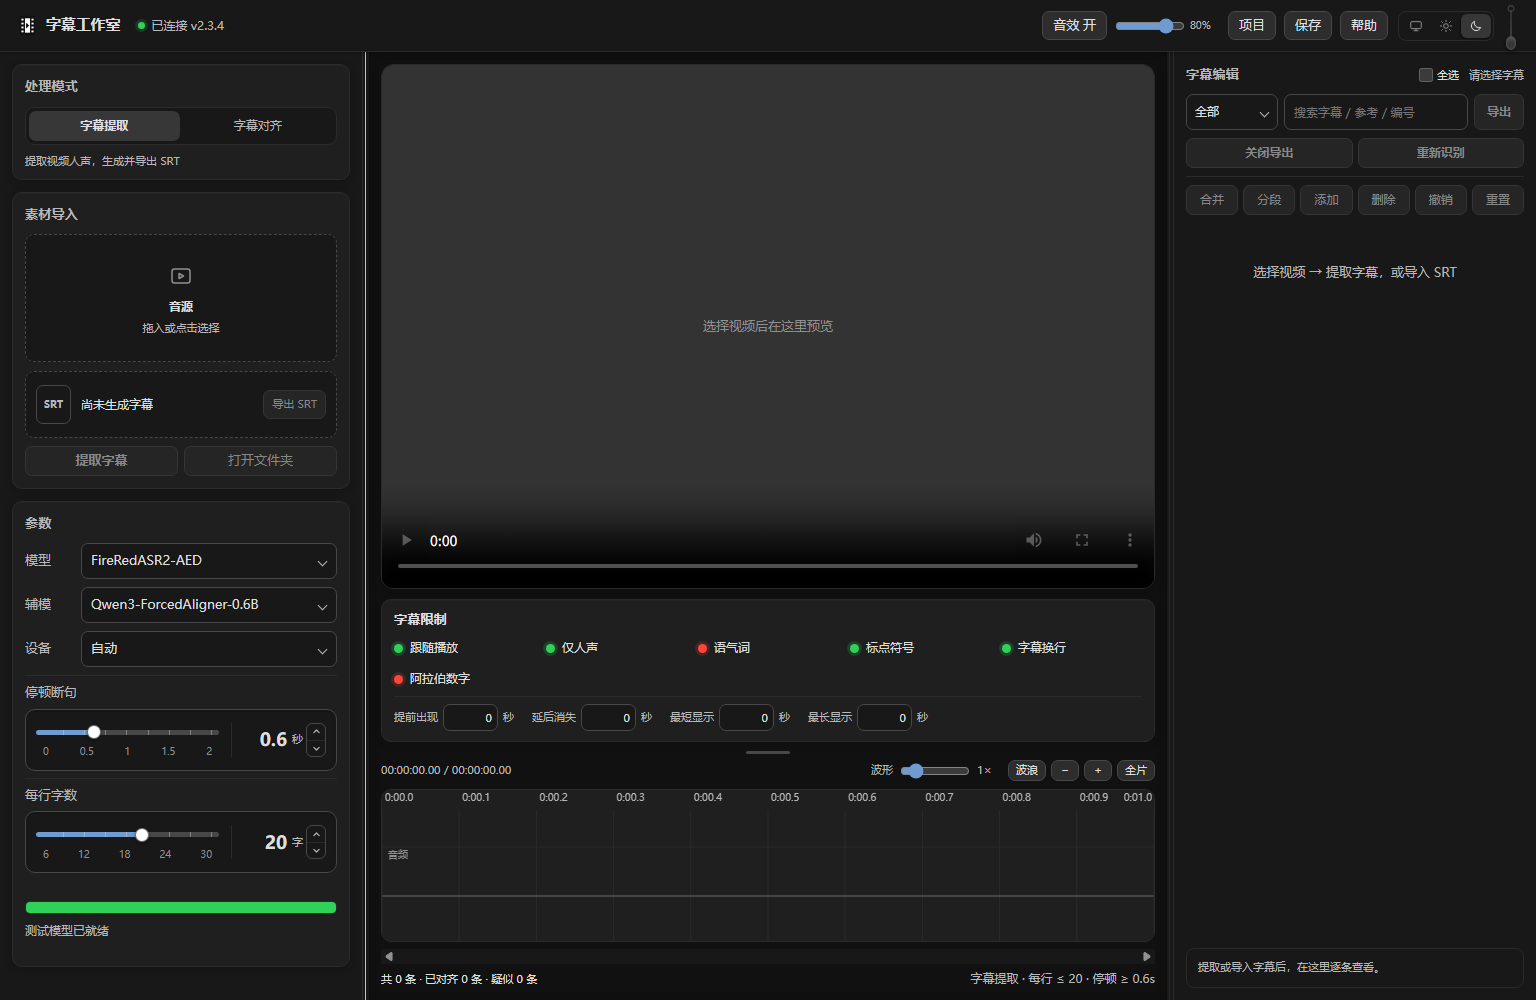 字幕工作室 已连接 v2.3.4 音效 开 80% 项目 保存 帮助
处理模式
字幕提取 字幕对齐
提取视频人声，生成并导出 SRT
素材导入
音源
拖入或点击选择
SRT 尚未生成字幕 导出 SRT
提取字幕 打开文件夹
参数
模型 FireRedASR2-AED
辅模 Qwen3-ForcedAligner-0.6B
设备 自动
停顿断句
0.6 秒
0 0.5 1 1.5 2
每行字数
20 字
6 12 18 24 30
测试模型已就绪
选择视频后在这里预览
0:00
字幕限制
跟随播放 仅人声 语气词 标点符号 字幕换行
阿拉伯数字
提前出现 0 秒 延后消失 0 秒 最短显示 0 秒 最长显示 0 秒
00:00:00.00 / 00:00:00.00 波形 1× 波浪 − + 全片
0:00.0 0:00.1 0:00.2 0:00.3 0:00.4 0:00.5 0:00.6 0:00.7 0:00.8 0:00.9 0:01.0
音频
共 0 条 · 已对齐 0 条 · 疑似 0 条 字幕提取 · 每行 ≤ 20 · 停顿 ≥ 0.6s
字幕编辑 全选 请选择字幕
全部 搜索字幕 / 参考 / 编号 导出
关闭导出 重新识别
合并 分段 添加 删除 撤销 重置
选择视频 → 提取字幕，或导入 SRT
提取或导入字幕后，在这里逐条查看。